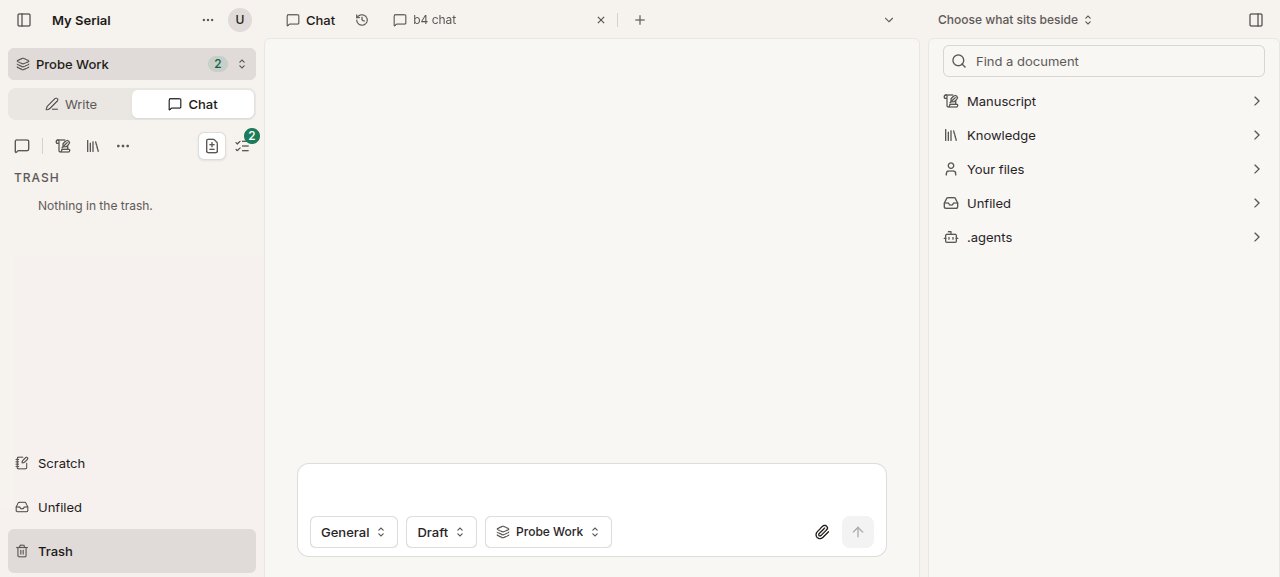 My Serial
U
Probe Work
2
Write
Chat
2
TRASH
Nothing in the trash.
Scratch
Unfiled
Trash
Chat
b4 chat
General
Draft
Probe Work
Choose what sits beside
Find a document
Manuscript
Knowledge
Your files
Unfiled
.agents